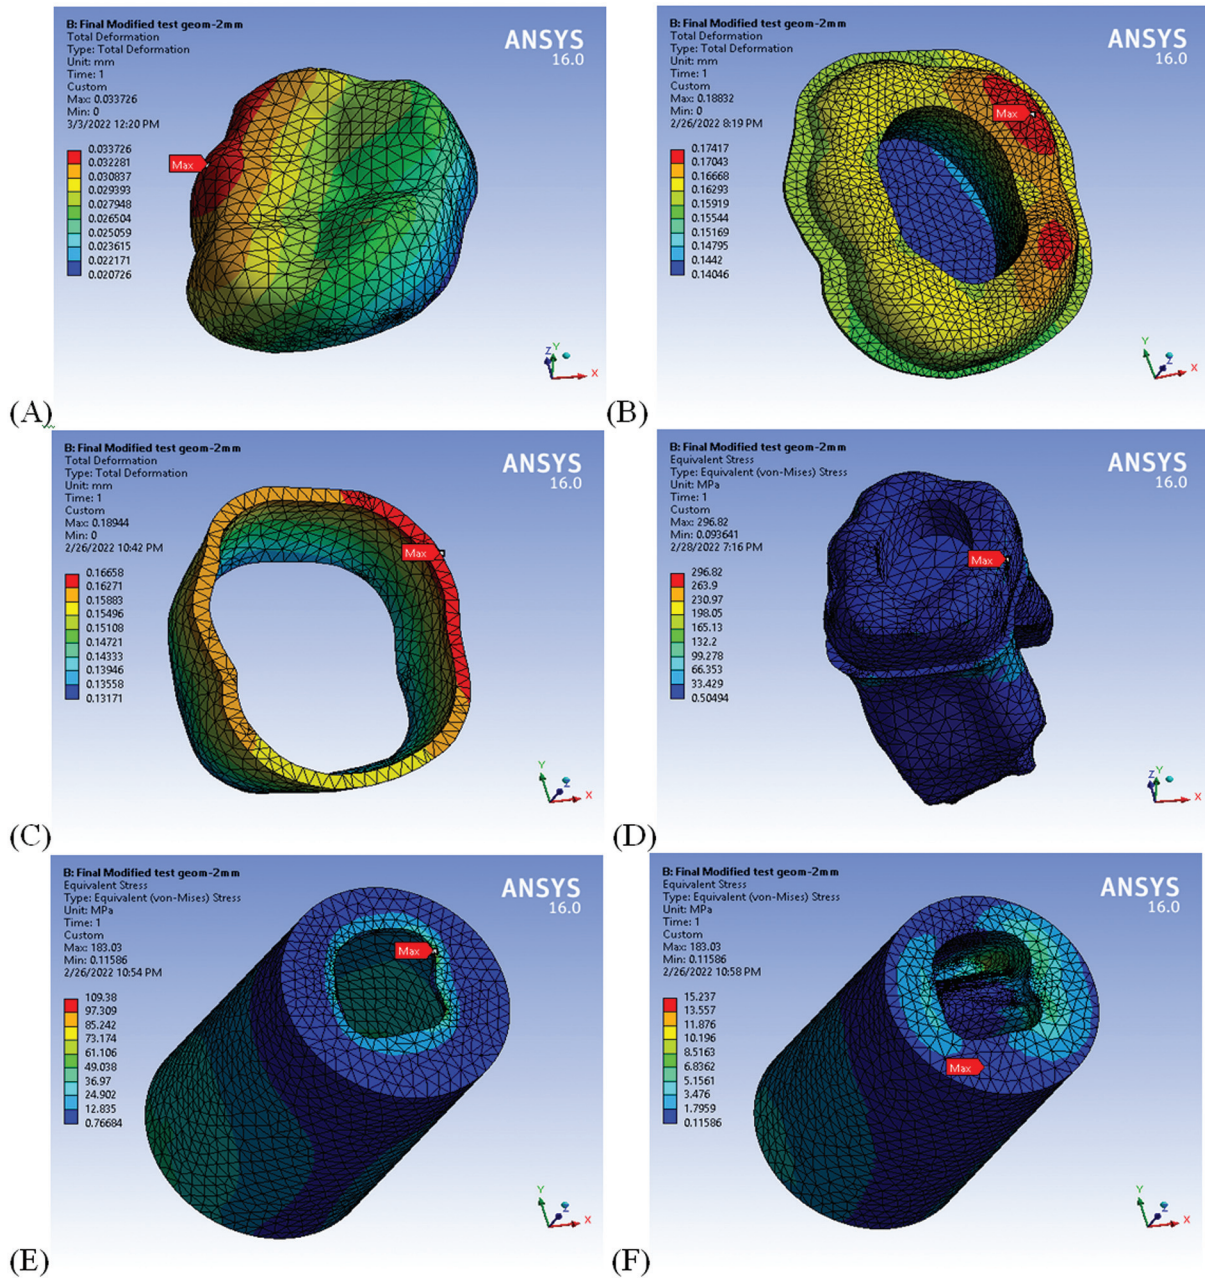 B: Final Modified test geom-2mm
Total Deformation
Type: Total Deformation
Unit: mm
Time: 1
Custom
Max: 0.033726
Min: 0
3/3/2022 12:20 PM
0.033726
0.032281
0.030837
0.029393
0.027948
0.026504
0.025059
0.023615
0.022171
0.020726
ANSYS
16.0
Max
Z
Y
X
(A)
B: Final Modified test geom-2mm
Total Deformation
Type: Total Deformation
Unit: mm
Time: 1
Custom
Max: 0.18832
Min: 0
2/26/2022 8:19 PM
0.17417
0.17043
0.16668
0.16293
0.15919
0.15544
0.15169
0.14795
0.1442
0.14046
ANSYS
16.0
Max
Y
Z
X
(B)
B: Final Modified test geom-2mm
Total Deformation
Type: Total Deformation
Unit: mm
Time: 1
Custom
Max: 0.18944
Min: 0
2/26/2022 10:42 PM
0.16658
0.16271
0.15883
0.15496
0.15108
0.14721
0.14333
0.13946
0.13558
0.13171
ANSYS
16.0
Max
Y
Z
X
(C)
B: Final Modified test geom-2mm
Equivalent Stress
Type: Equivalent (von-Mises) Stress
Unit: MPa
Time: 1
Custom
Max: 296.82
Min: 0.093641
2/28/2022 7:16 PM
296.82
263.9
230.97
198.05
165.13
132.2
99.278
66.353
33.429
0.50494
ANSYS
16.0
Max
Z
Y
X
(D)
B: Final Modified test geom-2mm
Equivalent Stress
Type: Equivalent (von-Mises) Stress
Unit: MPa
Time: 1
Custom
Max: 183.03
Min: 0.11586
2/26/2022 10:54 PM
109.38
97.309
85.242
73.174
61.106
49.038
36.97
24.902
12.835
0.76684
ANSYS
16.0
Max
Y
Z
X
(E)
B: Final Modified test geom-2mm
Equivalent Stress
Type: Equivalent (von-Mises) Stress
Unit: MPa
Time: 1
Custom
Max: 183.03
Min: 0.11586
2/26/2022 10:58 PM
15.237
13.557
11.876
10.196
8.5163
6.8362
5.1561
3.476
1.7959
0.11586
ANSYS
16.0
Max
Y
Z
X
(F)